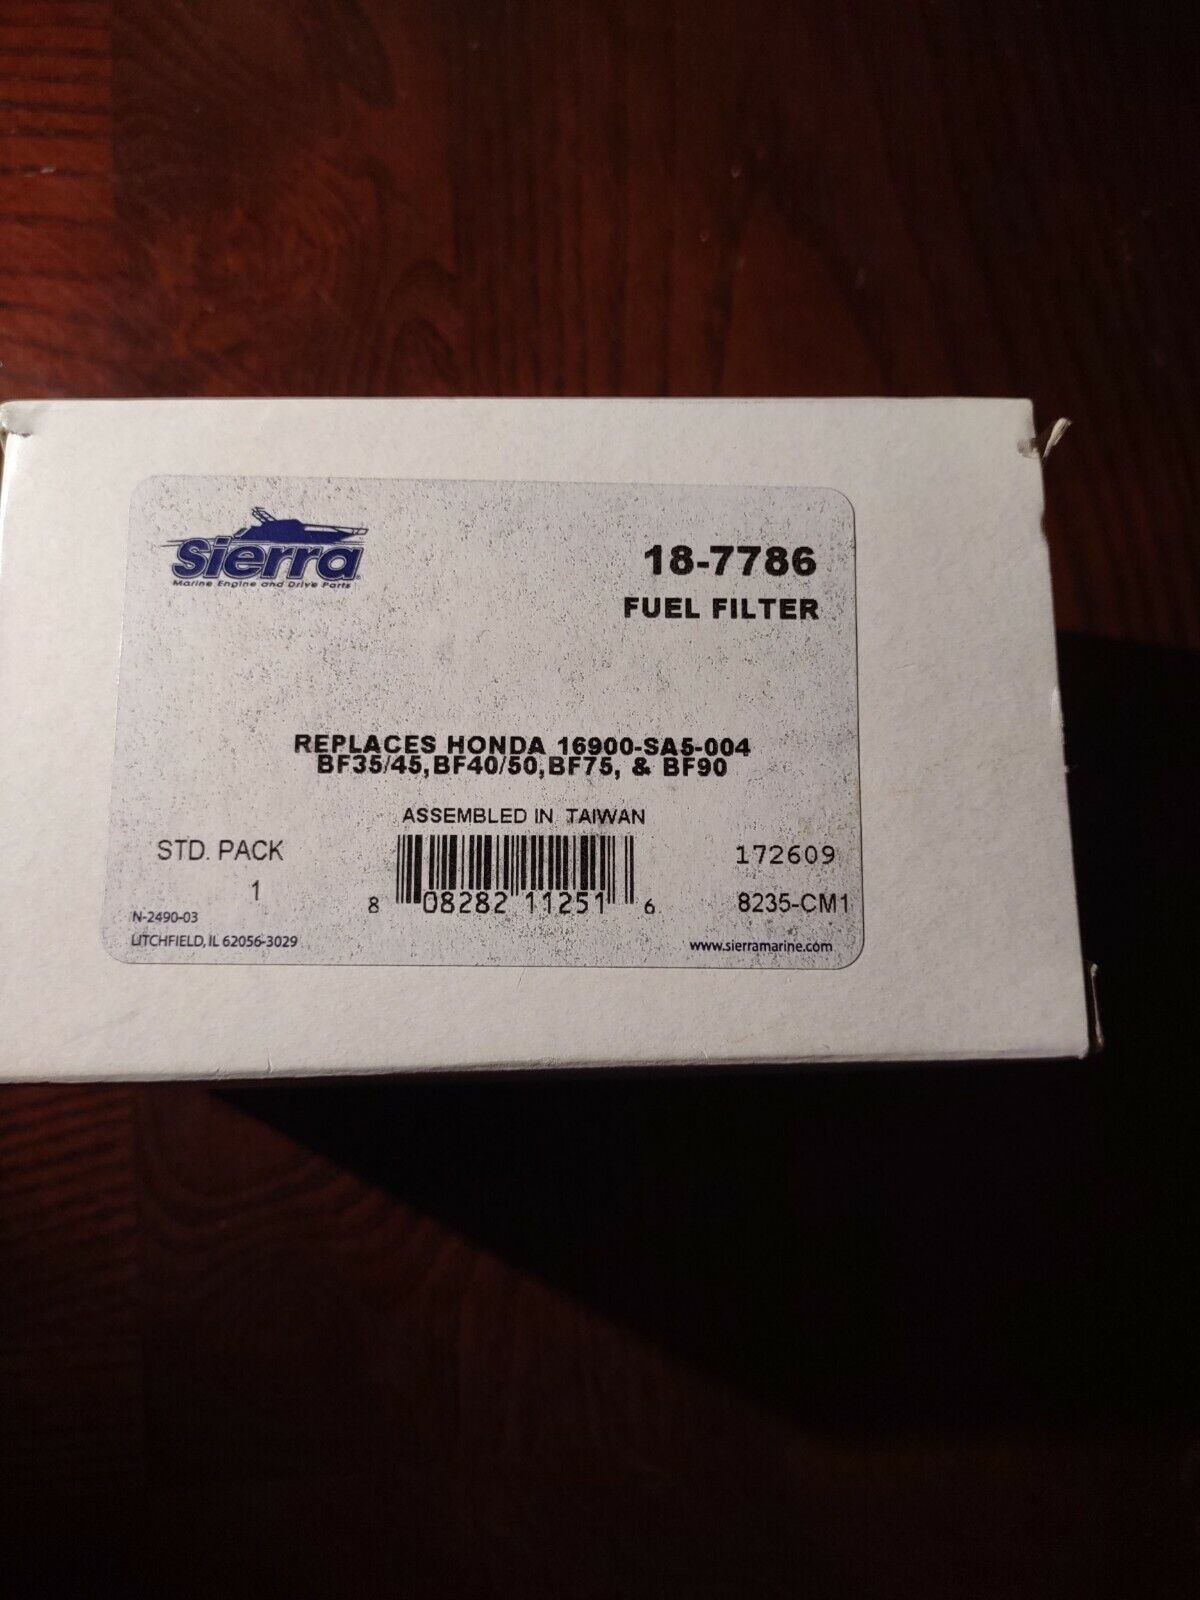 Sierra
Marine Engine and Drive Parts
18-7786
FUEL FILTER
REPLACES HONDA 16900-SA5-004
BF35/45, BF40/50, BF75, & BF90
ASSEMBLED IN TAIWAN
STD. PACK
1
8 08282 11251 6
172609
8235-CM1
N-2490-03
LITCHFIELD, IL 62056-3029
www.sierramarine.com